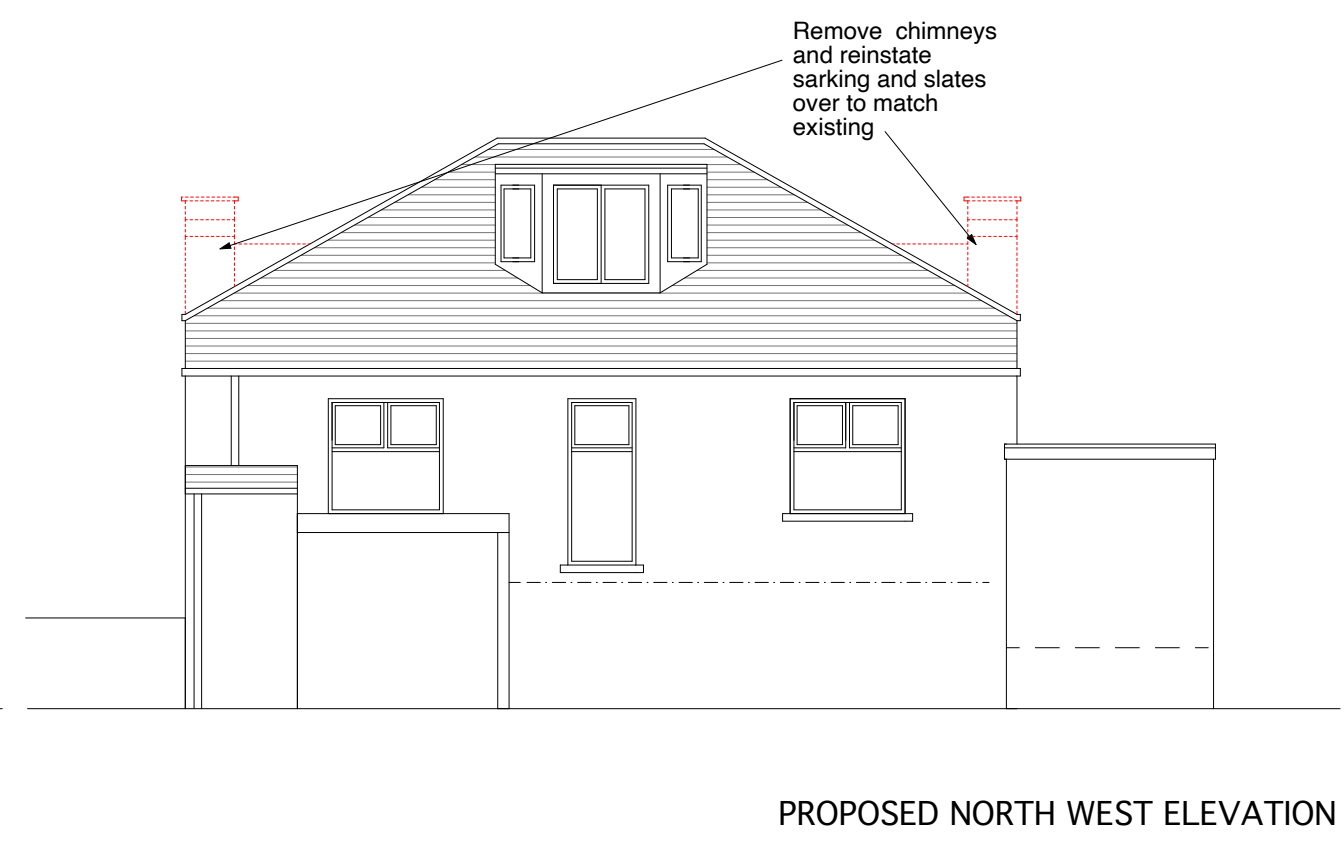 Remove chimneys
and reinstate
sarking and slates
over to match
existing
PROPOSED NORTH WEST ELEVATION